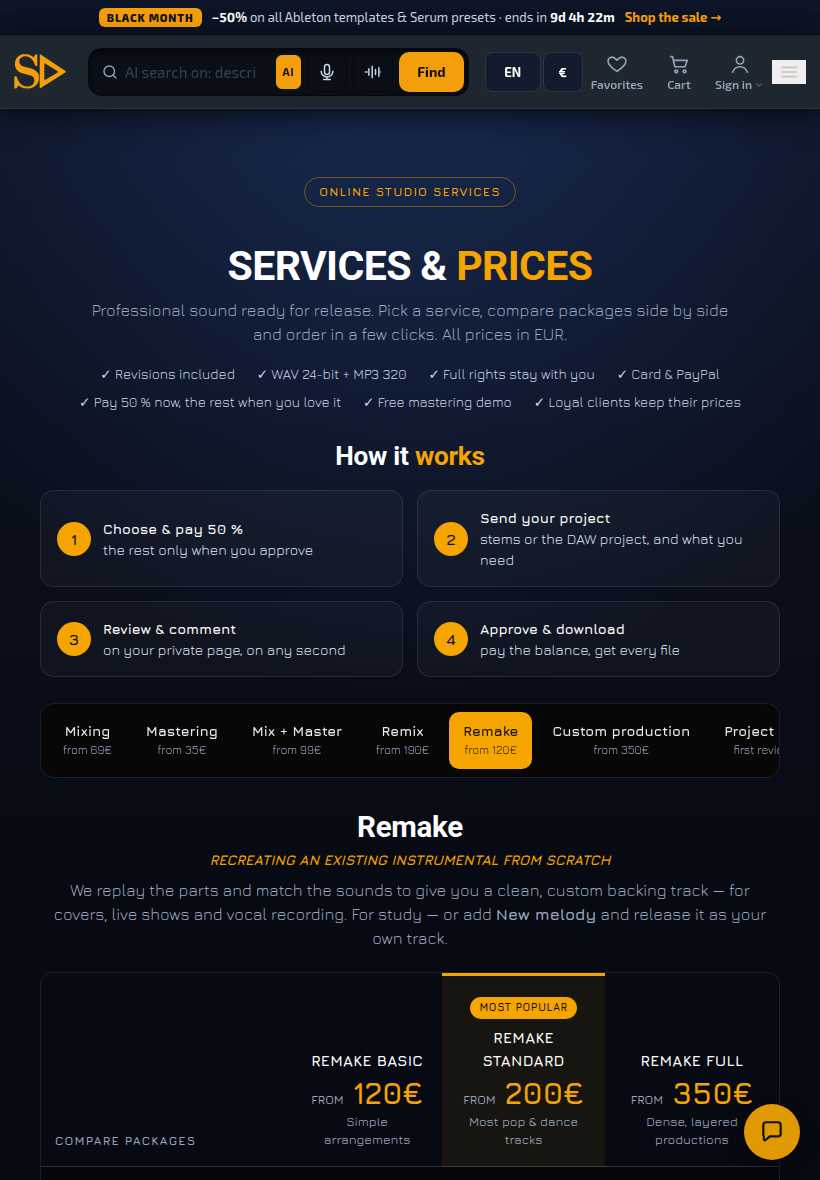 BLACK MONTH −50% on all Ableton templates & Serum presets · ends in 9d 4h 22m Shop the sale →
S
AI search on: descri AI Find EN € Favorites Cart Sign in
ONLINE STUDIO SERVICES
SERVICES & PRICES
Professional sound ready for release. Pick a service, compare packages side by side
and order in a few clicks. All prices in EUR.
✓ Revisions included ✓ WAV 24-bit + MP3 320 ✓ Full rights stay with you ✓ Card & PayPal
✓ Pay 50 % now, the rest when you love it ✓ Free mastering demo ✓ Loyal clients keep their prices
How it works
1 Choose & pay 50 %
the rest only when you approve
2 Send your project
stems or the DAW project, and what you
need
3 Review & comment
on your private page, on any second
4 Approve & download
pay the balance, get every file
Mixing Mastering Mix + Master Remix Remake Custom production Project
from 69€ from 35€ from 99€ from 190€ from 120€ from 350€ first revi
Remake
RECREATING AN EXISTING INSTRUMENTAL FROM SCRATCH
We replay the parts and match the sounds to give you a clean, custom backing track — for
covers, live shows and vocal recording. For study — or add New melody and release it as your
own track.
MOST POPULAR
REMAKE
REMAKE BASIC STANDARD REMAKE FULL
FROM 120€ FROM 200€ FROM 350€
Simple Most pop & dance Dense, layered
COMPARE PACKAGES arrangements tracks productions